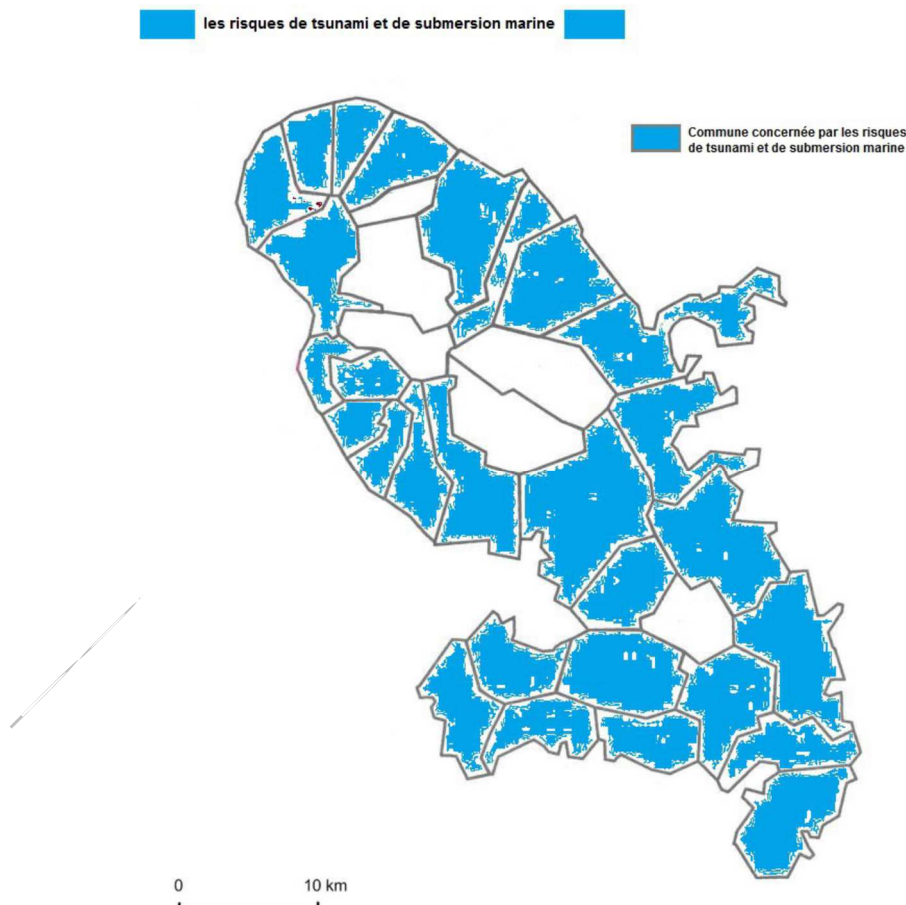 les risques de tsunami et de submersion marine
Commune concernée par les risques
de tsunami et de submersion marine
0 10 km